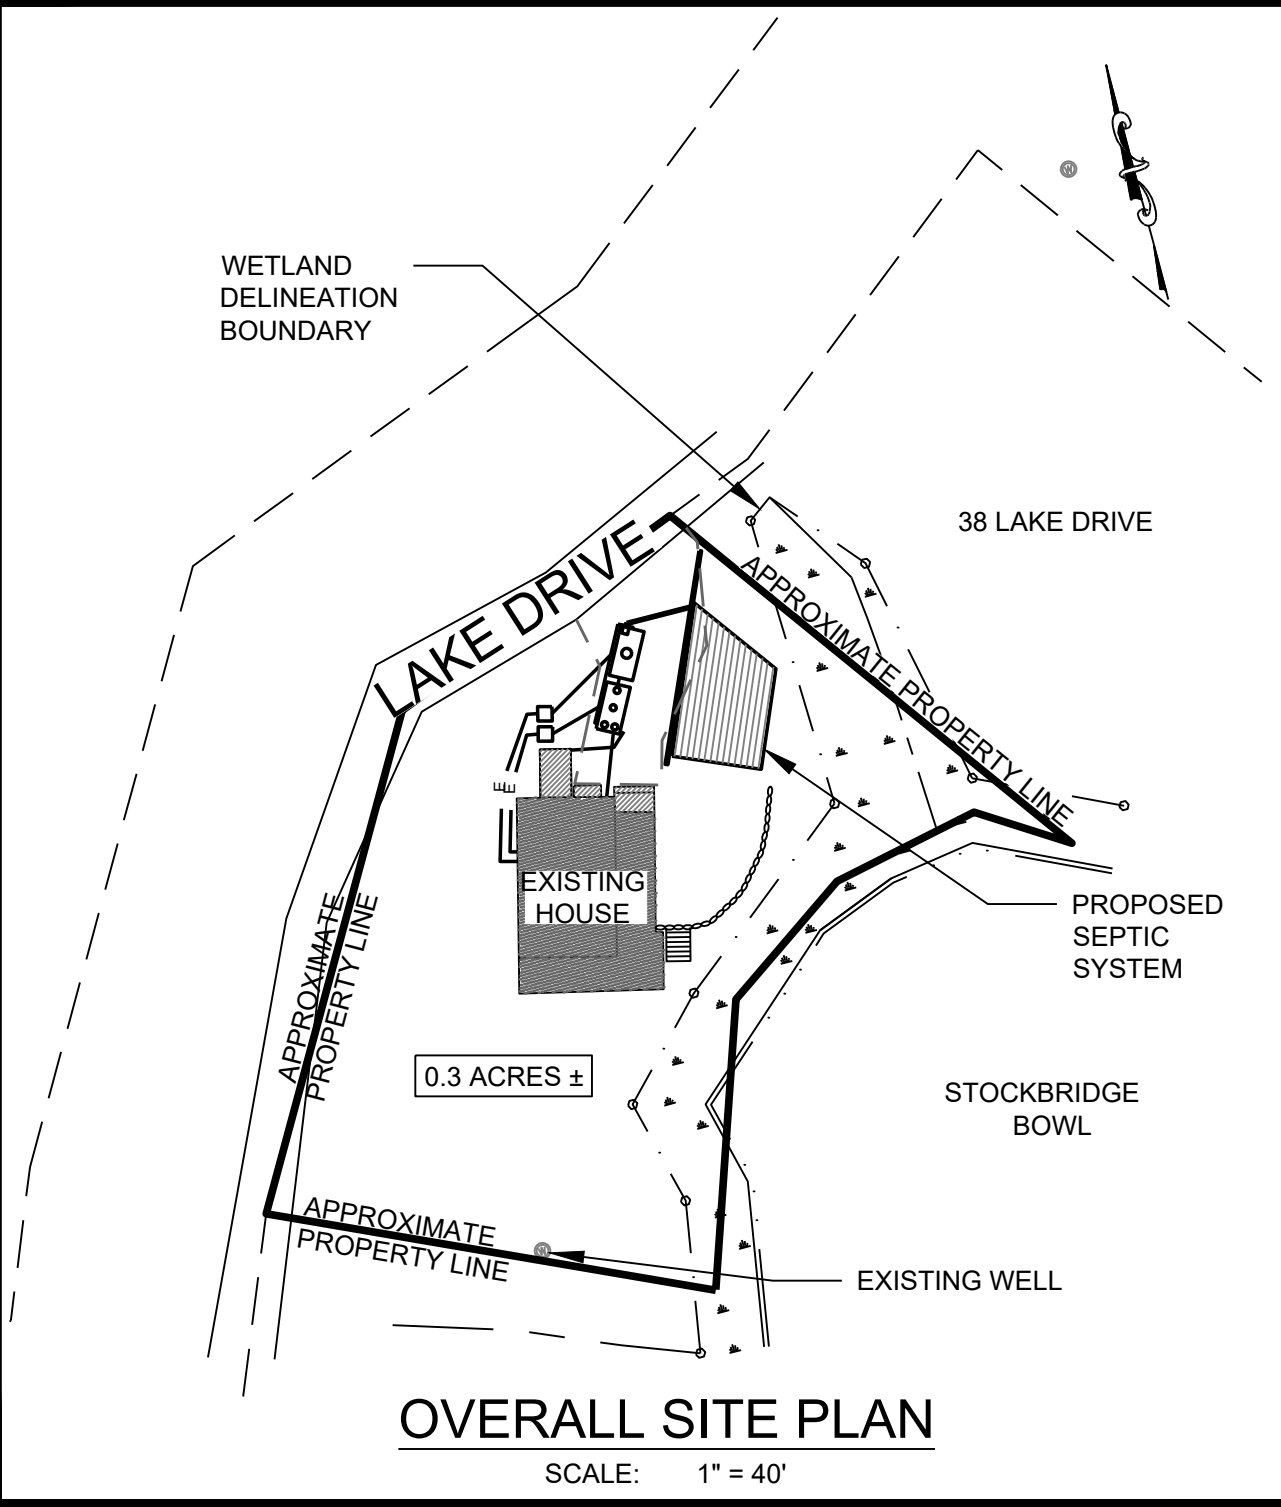 WETLAND
DELINEATION
BOUNDARY
38 LAKE DRIVE
LAKE DRIVE
APPROXIMATE PROPERTY LINE
W
E
E
EXISTING
HOUSE
PROPOSED
SEPTIC
SYSTEM
APPROXIMATE
PROPERTY LINE
0.3 ACRES ±
STOCKBRIDGE
BOWL
APPROXIMATE
PROPERTY LINE
W
EXISTING WELL
OVERALL SITE PLAN
SCALE: 1" = 40'